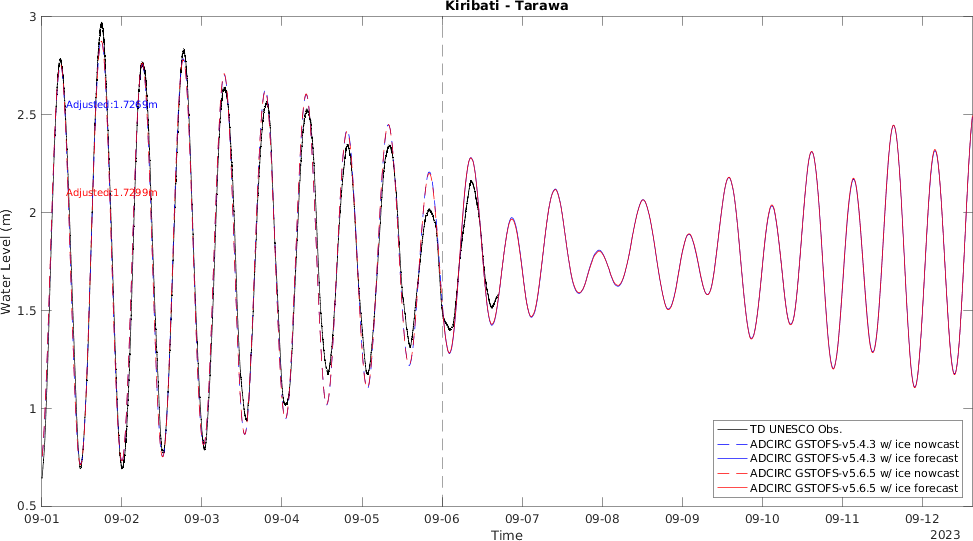 Kiribati - Tarawa
3
2.5
2
1.5
1
0.5
Water Level (m)
Adjusted:1.7269m
Adjusted:1.7299m
TD UNESCO Obs.
ADCIRC GSTOFS-v5.4.3 w/ ice nowcast
ADCIRC GSTOFS-v5.4.3 w/ ice forecast
ADCIRC GSTOFS-v5.6.5 w/ ice nowcast
ADCIRC GSTOFS-v5.6.5 w/ ice forecast
09-01 09-02 09-03 09-04 09-05 09-06 09-07 09-08 09-09 09-10 09-11 09-12
Time
2023